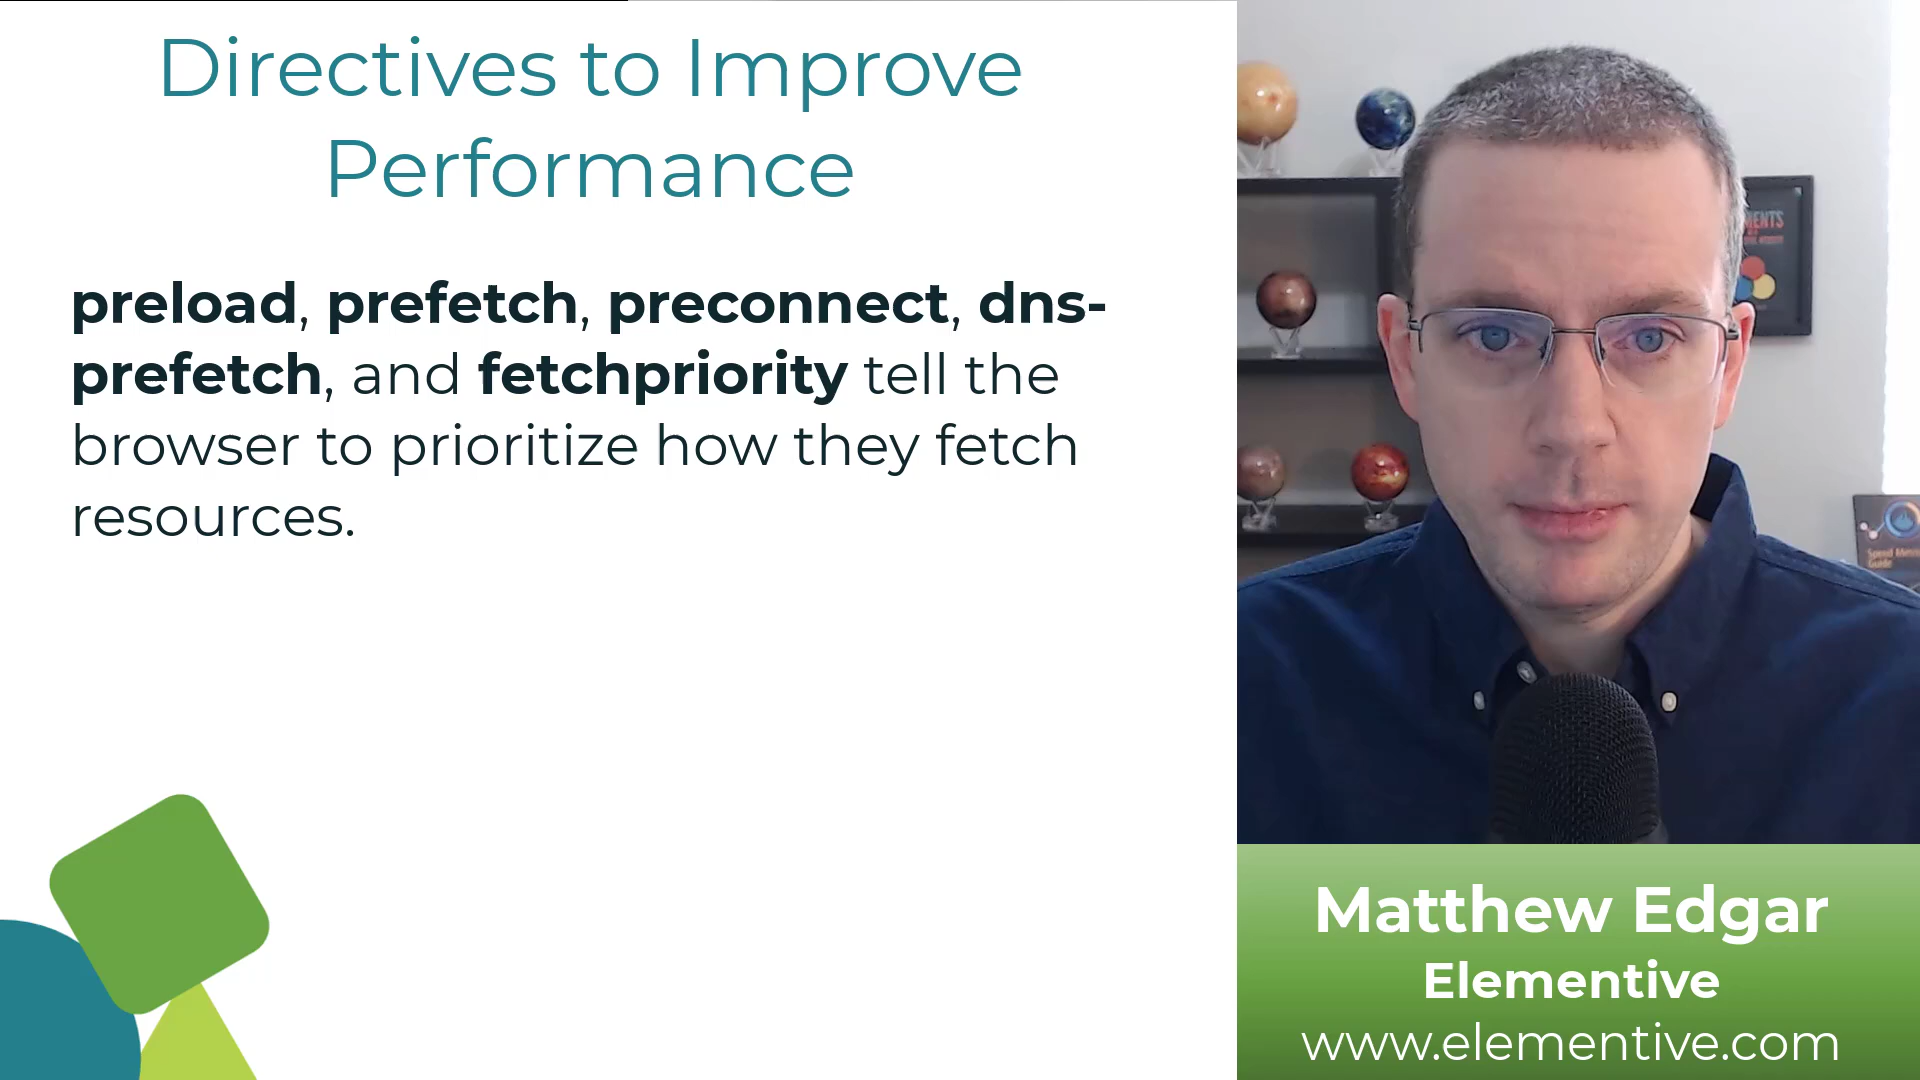 Directives to Improve
Performance
preload, prefetch, preconnect, dns-
prefetch, and fetchpriority tell the
browser to prioritize how they fetch
resources.
Matthew Edgar
Elementive
www.elementive.com